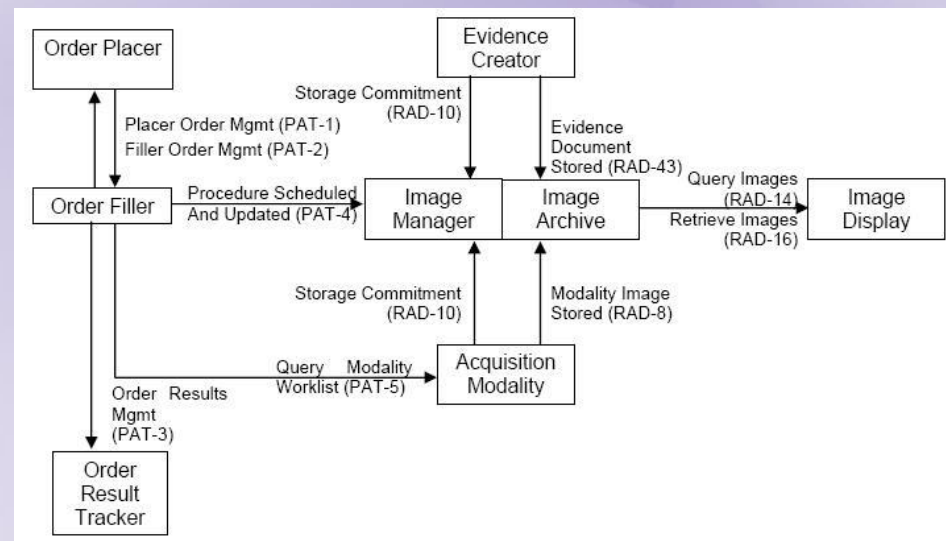 Order Placer
Evidence
Creator
Storage Commitment
(RAD-10)
Placer Order Mgmt (PAT-1)
Filler Order Mgmt (PAT-2)
Evidence
Document
Stored (RAD-43)
Order Filler
Procedure Scheduled
And Updated (PAT-4)
Image
Manager
Image
Archive
Query Images
(RAD-14)
Retrieve Images
(RAD-16)
Image
Display
Storage Commitment
(RAD-10)
Modality Image
Stored (RAD-8)
Query Modality
Worklist (PAT-5)
Acquisition
Modality
Order Results
Mgmt
(PAT-3)
Order
Result
Tracker